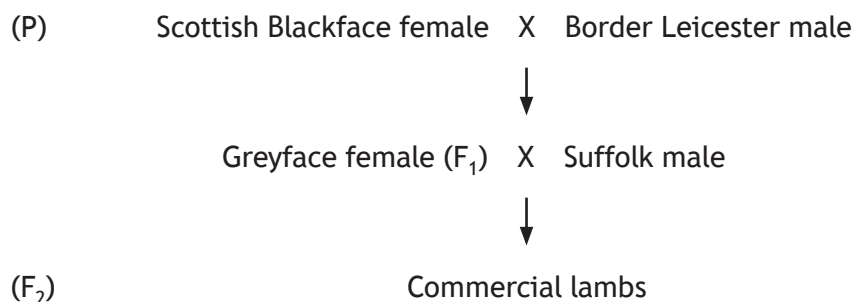 (P) Scottish Blackface female X Border Leicester male
Greyface female (F₁) X Suffolk male
(F₂) Commercial lambs